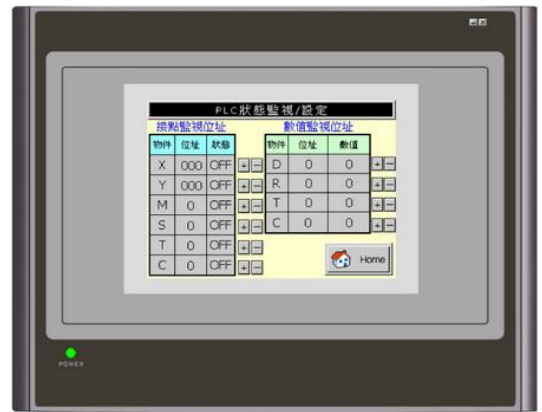 PLC狀態監視/設定
接點監視位址 數值監視位址
物件 位址 狀態 物件 位址 數值
X 000 OFF + - D 0 0 + -
Y 000 OFF + - R 0 0 + -
M 0 OFF + - T 0 0 + -
S 0 OFF + - C 0 0 + -
T 0 OFF + -
C 0 OFF + -
Home
POWER